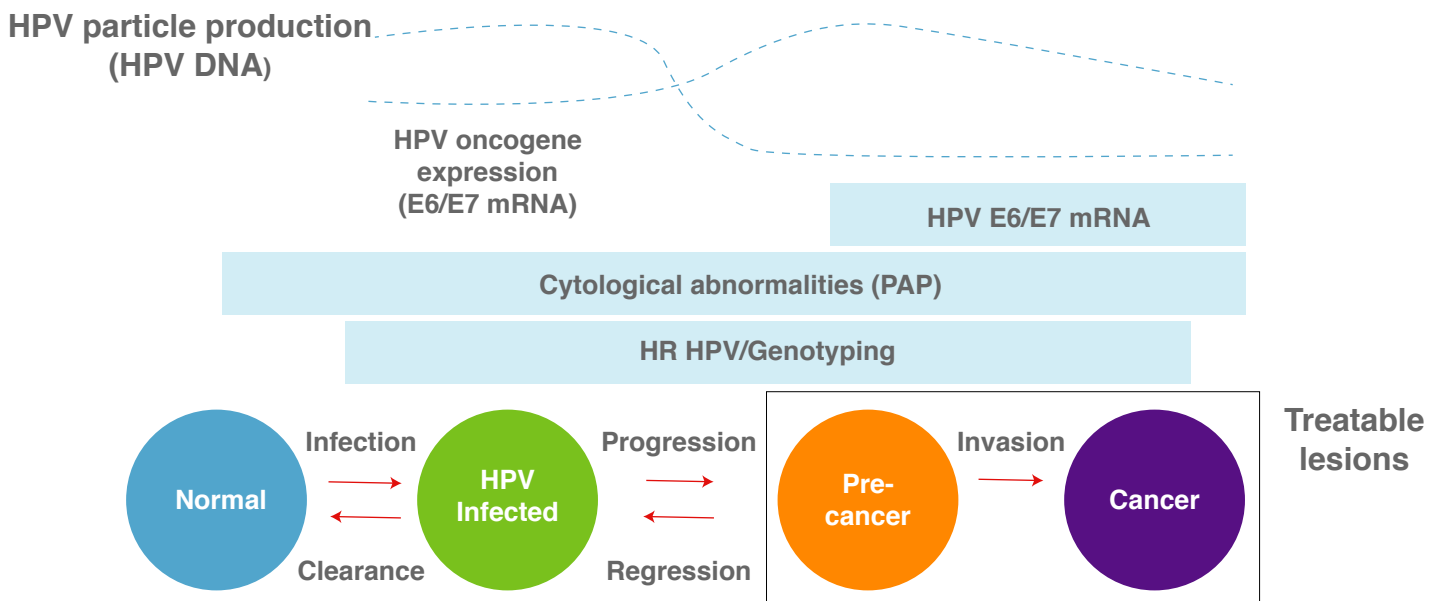 HPV particle production
(HPV DNA)
HPV oncogene
expression
(E6/E7 mRNA)
HPV E6/E7 mRNA
Cytological abnormalities (PAP)
HR HPV/Genotyping
Normal
Infection
Clearance
HPV
Infected
Progression
Regression
Pre-
cancer
Invasion
Cancer
Treatable
lesions